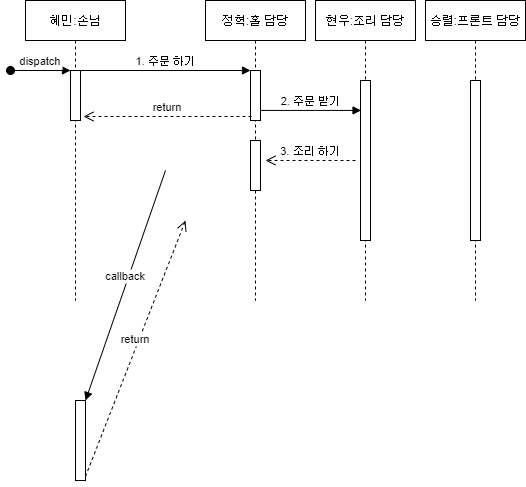 혜민:손님
정혁:홀 담당
현우:조리 담당
승렬:프론트 담당
dispatch
1. 주문 하기
return
2. 주문 받기
3. 조리 하기
callback
return